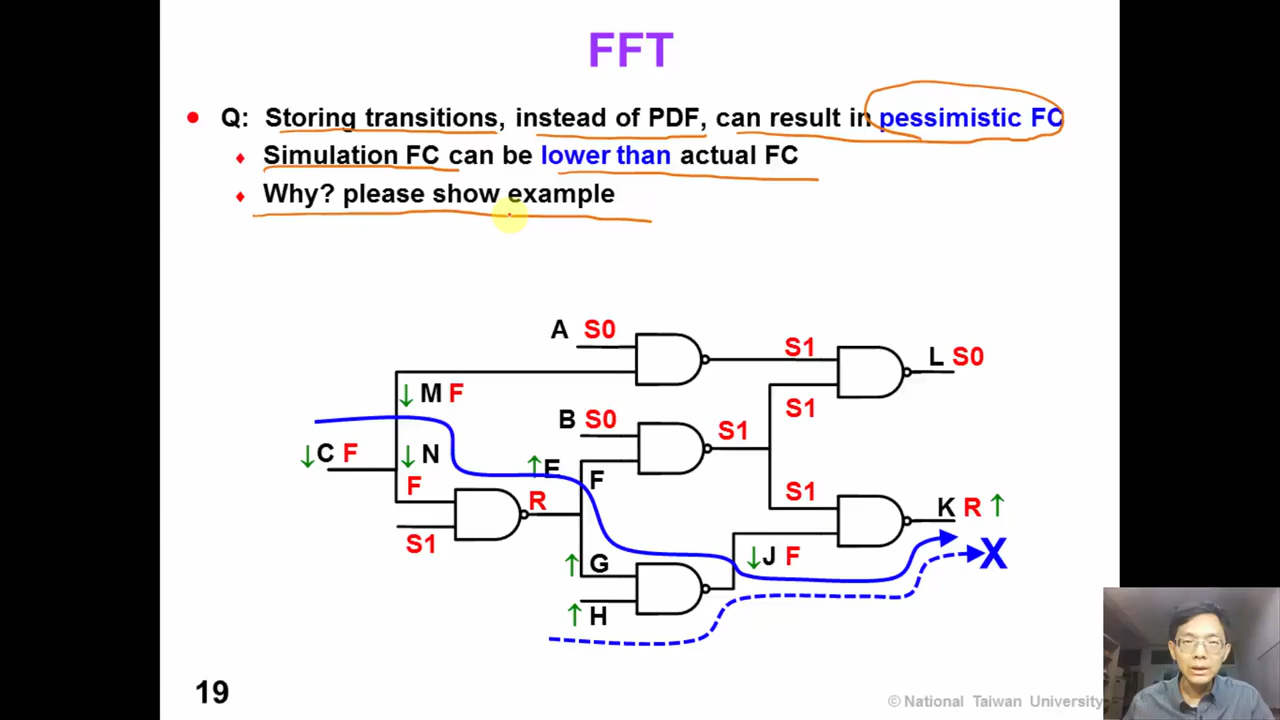 FFT
Q: Storing transitions, instead of PDF, can result in pessimistic FC
Simulation FC can be lower than actual FC
Why? please show example
A S0
S1
L S0
↓ M F
S1
B S0
S1
↓ C F
↓ N
↑ E
F
F
R
S1
K R ↑
S1
↑ G
↓ J F
X
↑ H
19
© National Taiwan University